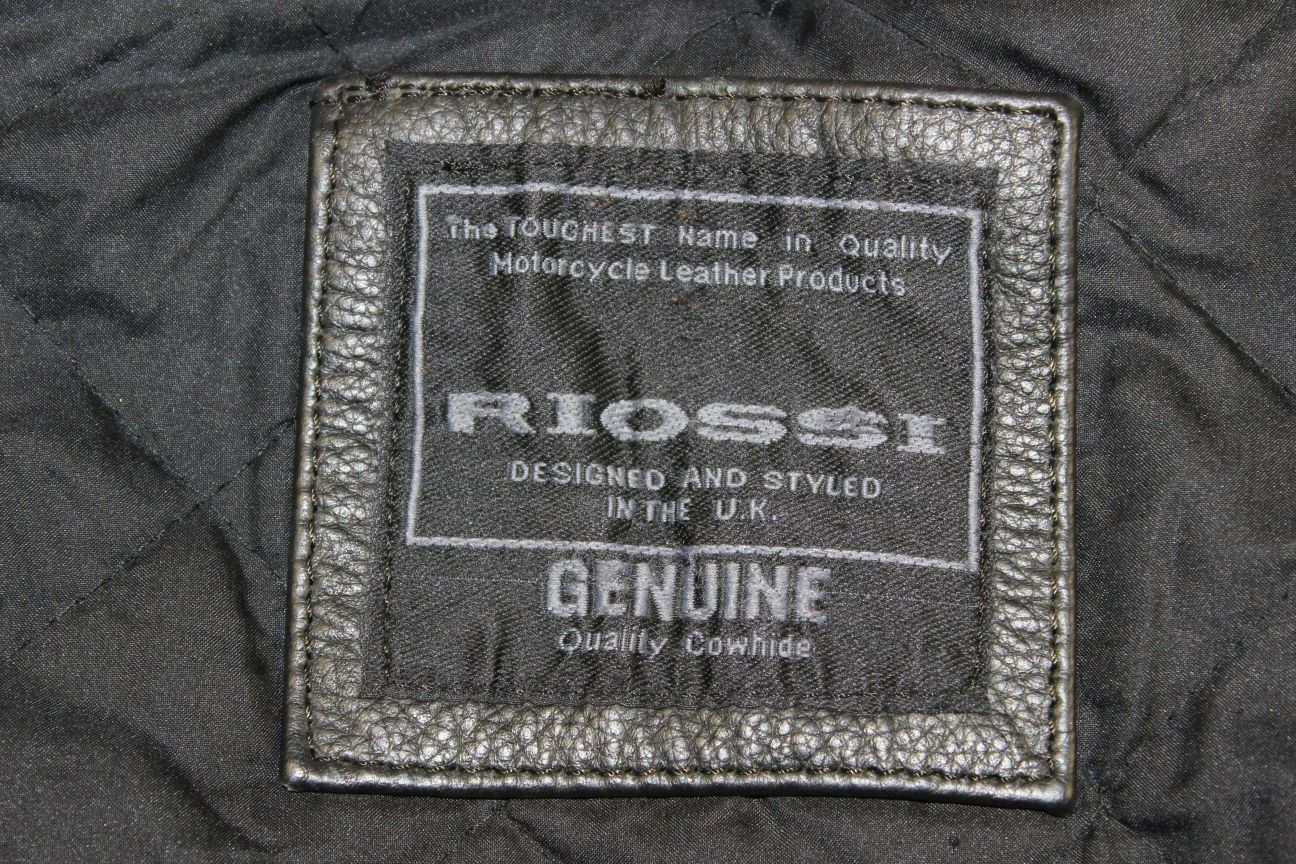 The TOUGHEST Name in Quality
Motorcycle Leather Products
RIOSSI
DESIGNED AND STYLED
IN THE U.K.
GENUINE
Quality Cowhide